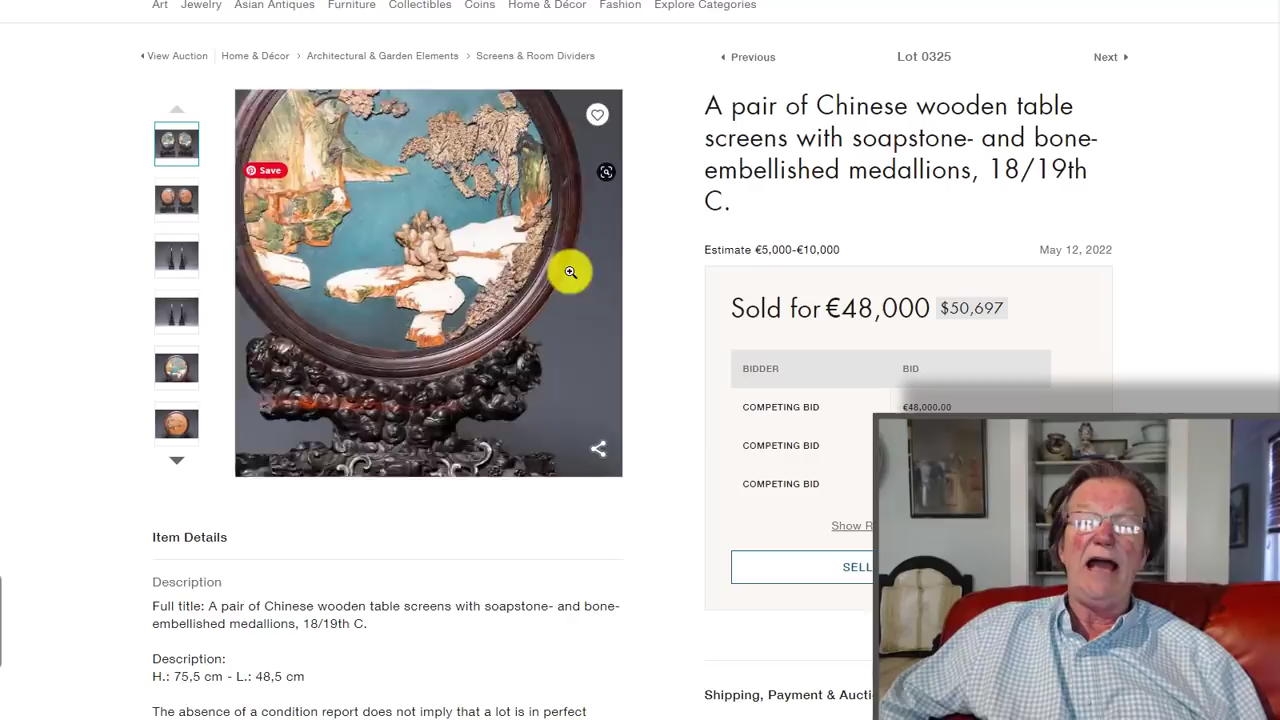 Art Jewelry Asian Antiques Furniture Collectibles Coins Home & Décor Fashion Explore Categories
View Auction Home & Décor > Architectural & Garden Elements > Screens & Room Dividers
Previous Lot 0325 Next
Save
A pair of Chinese wooden table
screens with soapstone- and bone-
embellished medallions, 18/19th
C.
Estimate €5,000-€10,000 May 12, 2022
Sold for €48,000 $50,697
BIDDER BID
COMPETING BID €48,000.00
COMPETING BID
COMPETING BID
Show R
SELL
Item Details
Description
Full title: A pair of Chinese wooden table screens with soapstone- and bone-
embellished medallions, 18/19th C.
Description:
H.: 75,5 cm - L.: 48,5 cm
The absence of a condition report does not imply that a lot is in perfect
Shipping, Payment & Aucti